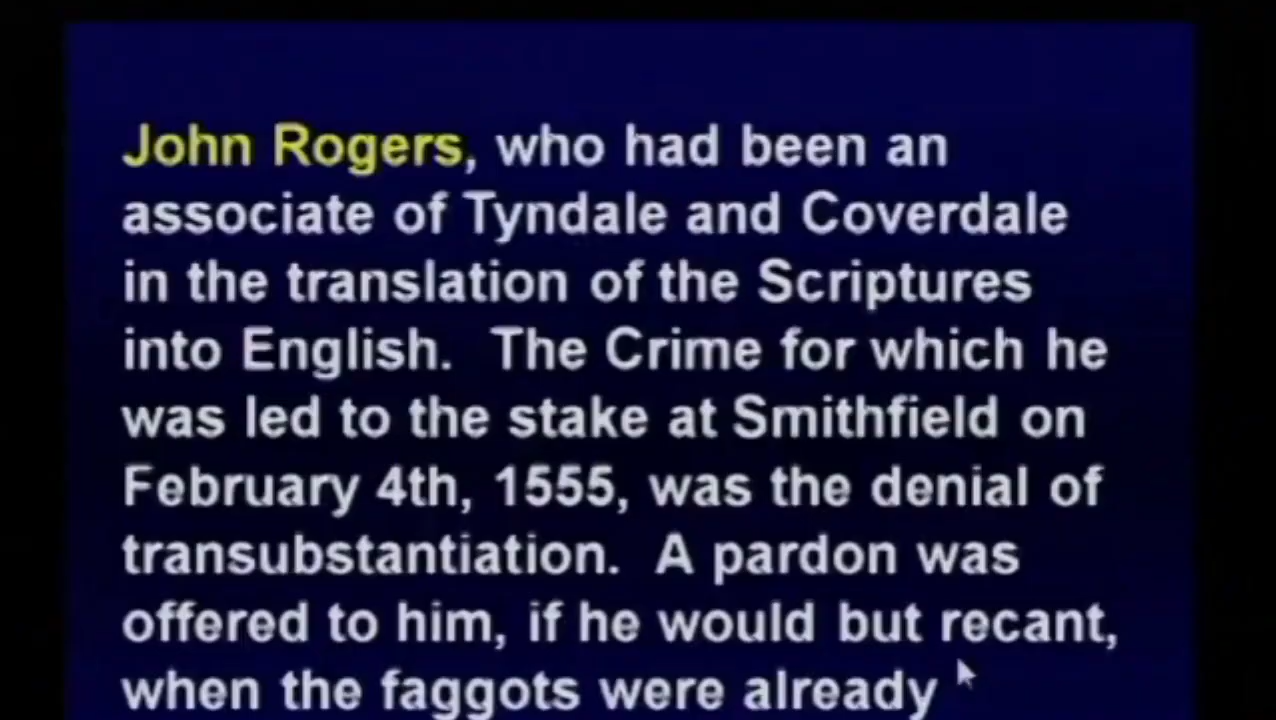 John Rogers, who had been an
associate of Tyndale and Coverdale
in the translation of the Scriptures
into English. The Crime for which he
was led to the stake at Smithfield on
February 4th, 1555, was the denial of
transubstantiation. A pardon was
offered to him, if he would but recant,
when the faggots were already